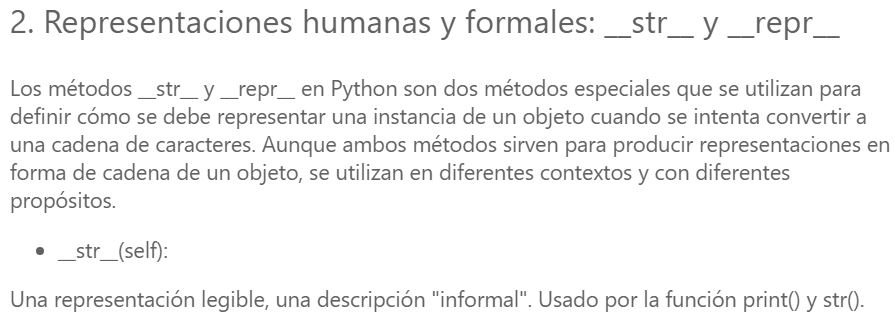 2. Representaciones humanas y formales: __str__ y __repr__
Los métodos __str__ y __repr__ en Python son dos métodos especiales que se utilizan para
definir cómo se debe representar una instancia de un objeto cuando se intenta convertir a
una cadena de caracteres. Aunque ambos métodos sirven para producir representaciones en
forma de cadena de un objeto, se utilizan en diferentes contextos y con diferentes
propósitos.
• __str__(self):
Una representación legible, una descripción "informal". Usado por la función print() y str().